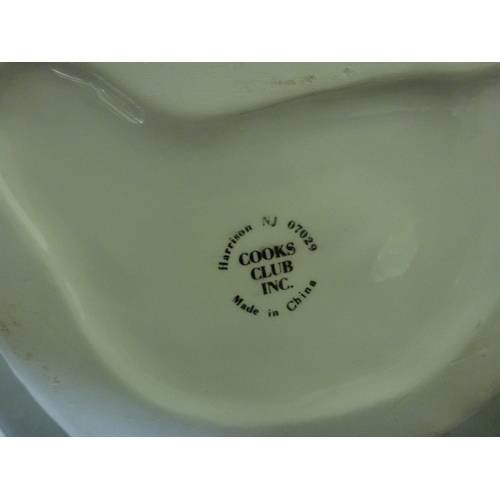 Harrison NJ 07029
COOKS
CLUB
INC.
Made in China